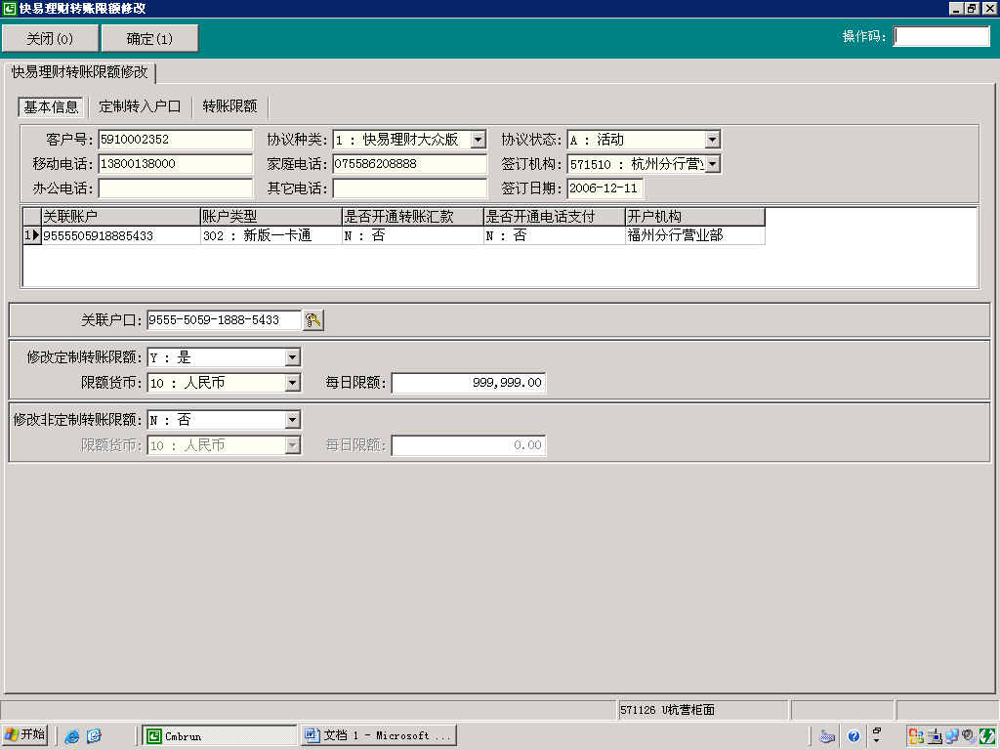 快易理财转账限额修改
关闭(0) 确定(1) 操作码:
快易理财转账限额修改
基本信息 定制转入户口 转账限额
客户号: 5910002352 协议种类: 1 : 快易理财大众版 协议状态: A : 活动
移动电话: 13800138000 家庭电话: 075586208888 签订机构: 571510 : 杭州分行营
办公电话: 其它电话: 签订日期: 2006-12-11
关联账户 账户类型 是否开通转账汇款 是否开通电话支付 开户机构
1 9555505918885433 302 : 新版一卡通 N : 否 N : 否 福州分行营业部
关联户口: 9555-5059-1888-5433
修改定制转账限额: Y : 是
限额货币: 10 : 人民币 每日限额: 999,999.00
修改非定制转账限额: N : 否
限额货币: 10 : 人民币 每日限额: 0.00
571126 U杭营柜面
开始 Cmbrun 文档 1 - Microsoft ...